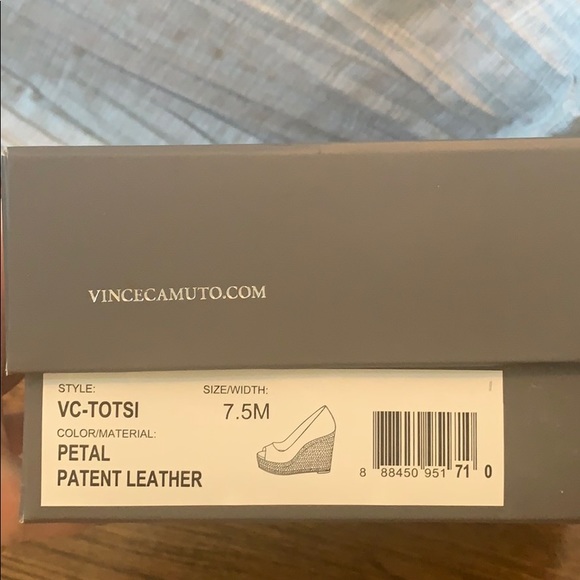 VINCECAMUTO.COM
STYLE: SIZE/WIDTH:
VC-TOTSI 7.5M
COLOR/MATERIAL:
PETAL
PATENT LEATHER
8 88450 951 71 0